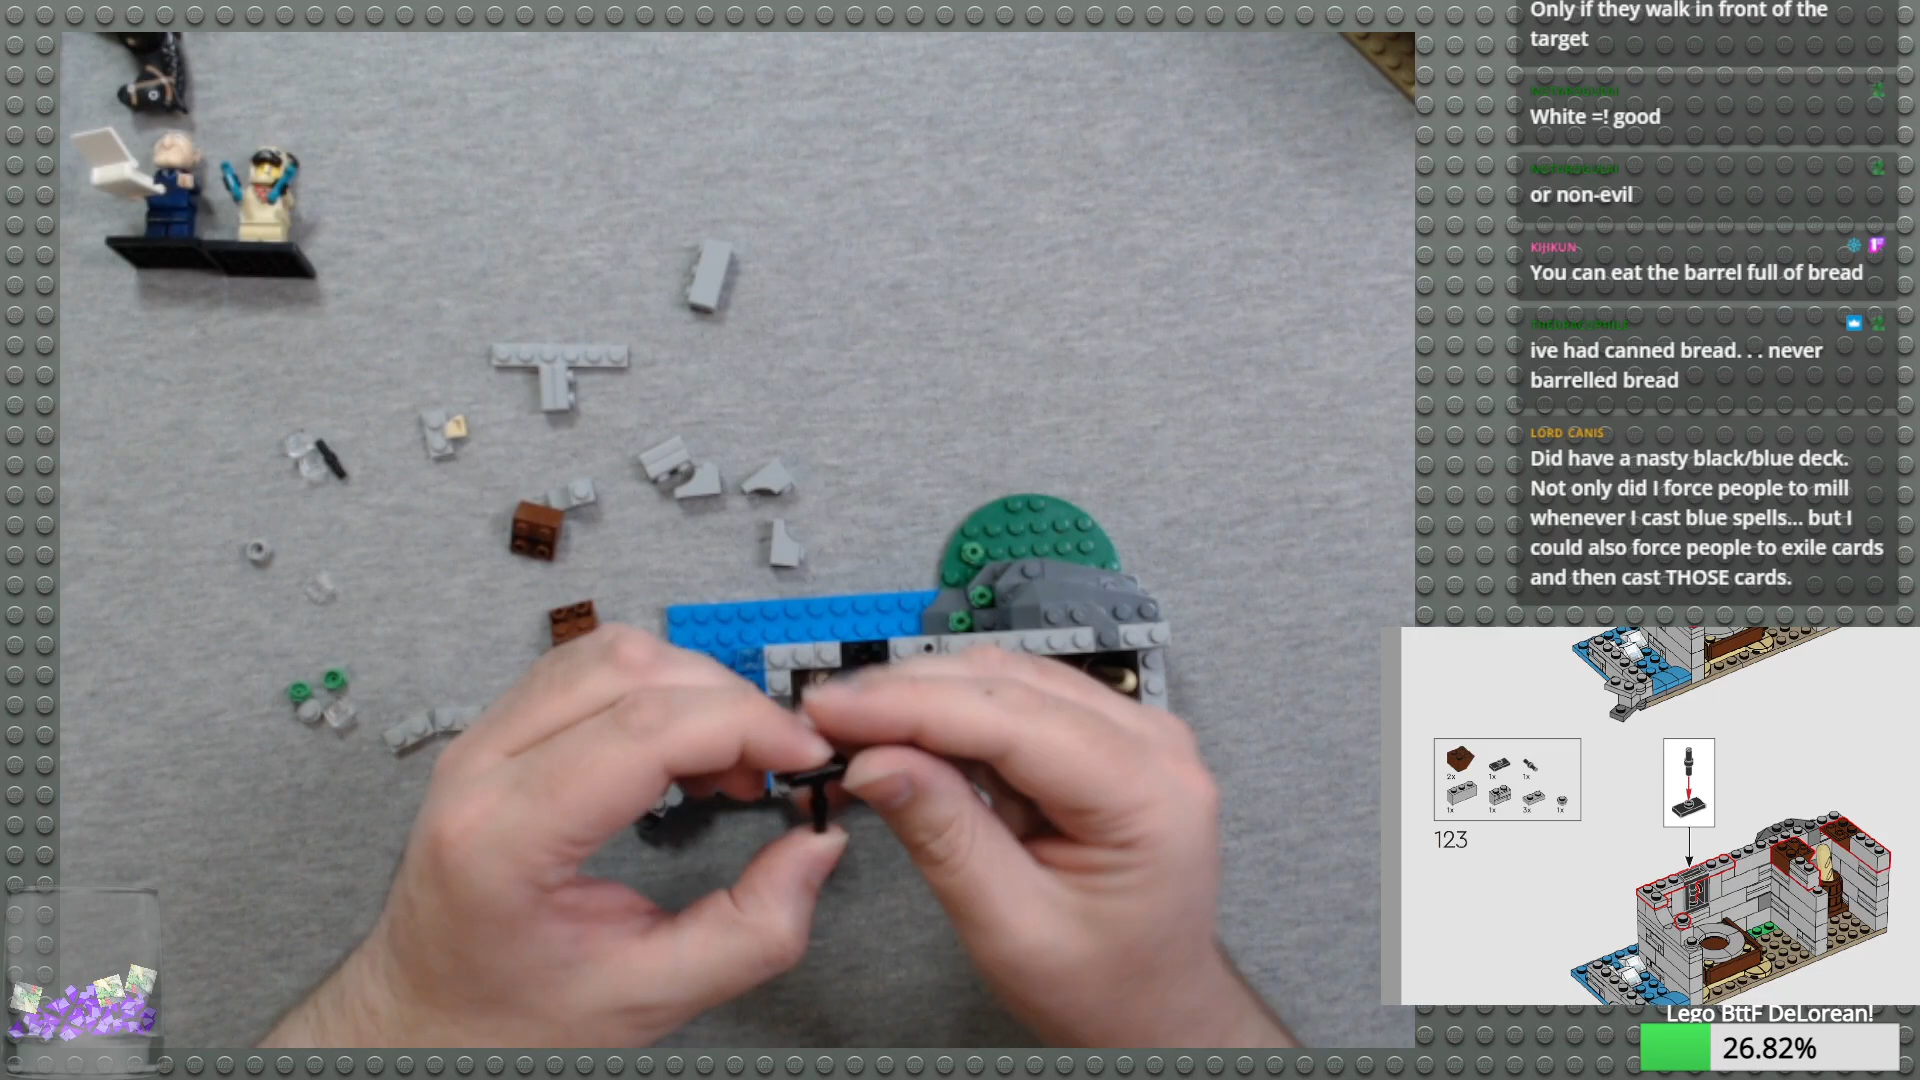 Only if they walk in front of the
target
White =! good
or non-evil
KIJIKUN
You can eat the barrel full of bread
ive had canned bread. . . never
barrelled bread
LORD CANIS
Did have a nasty black/blue deck.
Not only did I force people to mill
whenever I cast blue spells... but I
could also force people to exile cards
and then cast THOSE cards.
2x 1x 1x
1x 1x 3x 1x
123
Lego BttF DeLorean!
26.82%